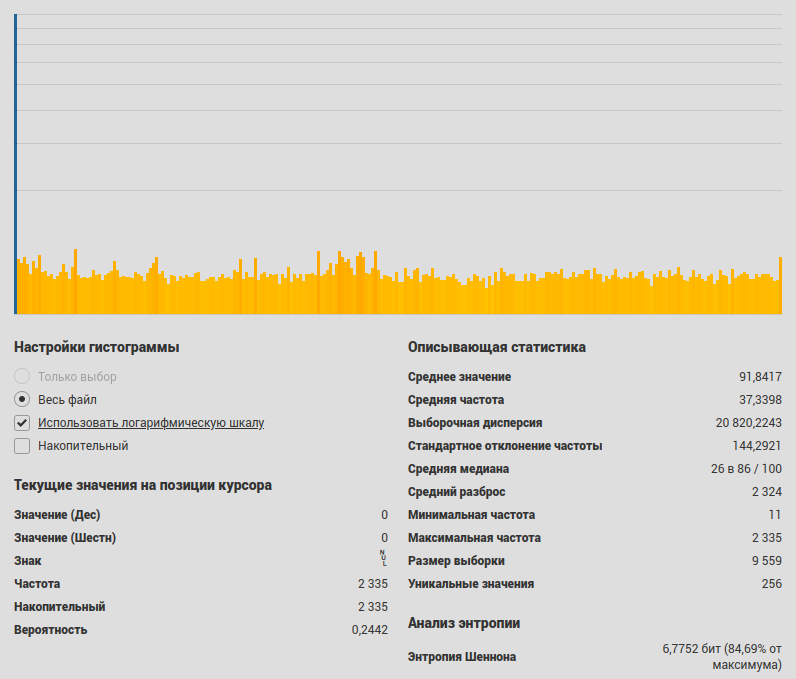 Настройки гистограммы
Только выбор
Весь файл
Использовать логарифмическую шкалу
Накопительный
Текущие значения на позиции курсора
Значение (Дес) 0
Значение (Шестн) 0
Знак NUL
Частота 2 335
Накопительный 2 335
Вероятность 0,2442
Описывающая статистика
Среднее значение 91,8417
Средняя частота 37,3398
Выборочная дисперсия 20 820,2243
Стандартное отклонение частоты 144,2921
Средняя медиана 26 в 86 / 100
Средний разброс 2 324
Минимальная частота 11
Максимальная частота 2 335
Размер выборки 9 559
Уникальные значения 256
Анализ энтропии
Энтропия Шеннона 6,7752 бит (84,69% от
максимума)